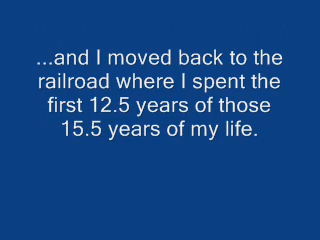 ...and I moved back to the
railroad where I spent the
first 12.5 years of those
15.5 years of my life.